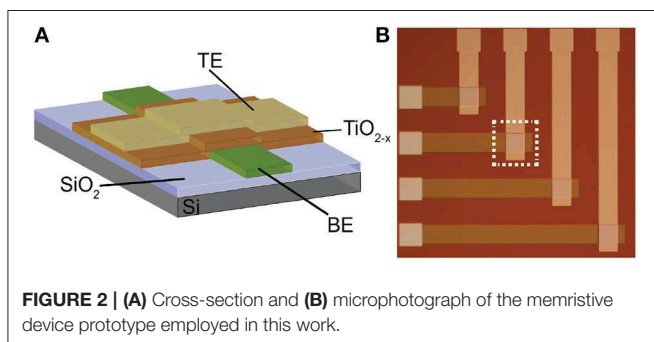 A
B
TE
TiO2-x
SiO2
Si
BE
FIGURE 2 | (A) Cross-section and (B) microphotograph of the memristive
device prototype employed in this work.